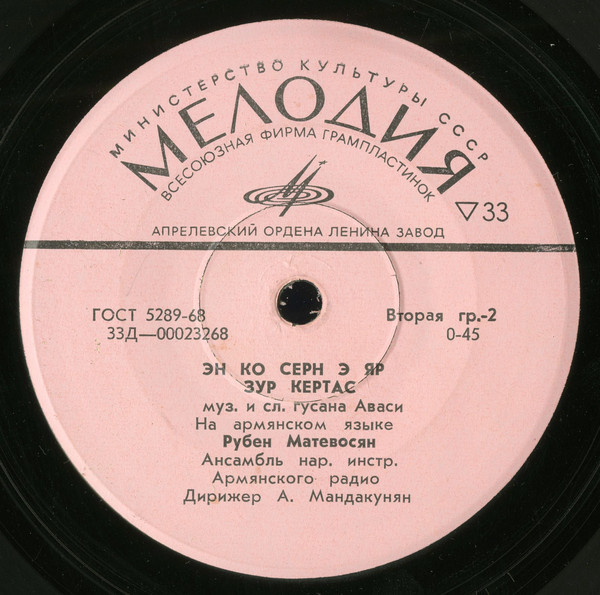 МИНИСТЕРСТВО КУЛЬТУРЫ СССР
МЕЛОДИЯ
ВСЕСОЮЗНАЯ ФИРМА ГРАМПЛАСТИНОК
▽33
АПРЕЛЕВСКИЙ ОРДЕНА ЛЕНИНА ЗАВОД
ГОСТ 5289-68
33Д—00023268
Вторая гр.-2
0-45
ЭН КО СЕРН Э ЯР
ЗУР КЕРТАС
муз. и сл. гусана Аваси
На армянском языке
Рубен Матевосян
Ансамбль нар. инстр.
Армянского радио
Дирижер А. Мандакунян